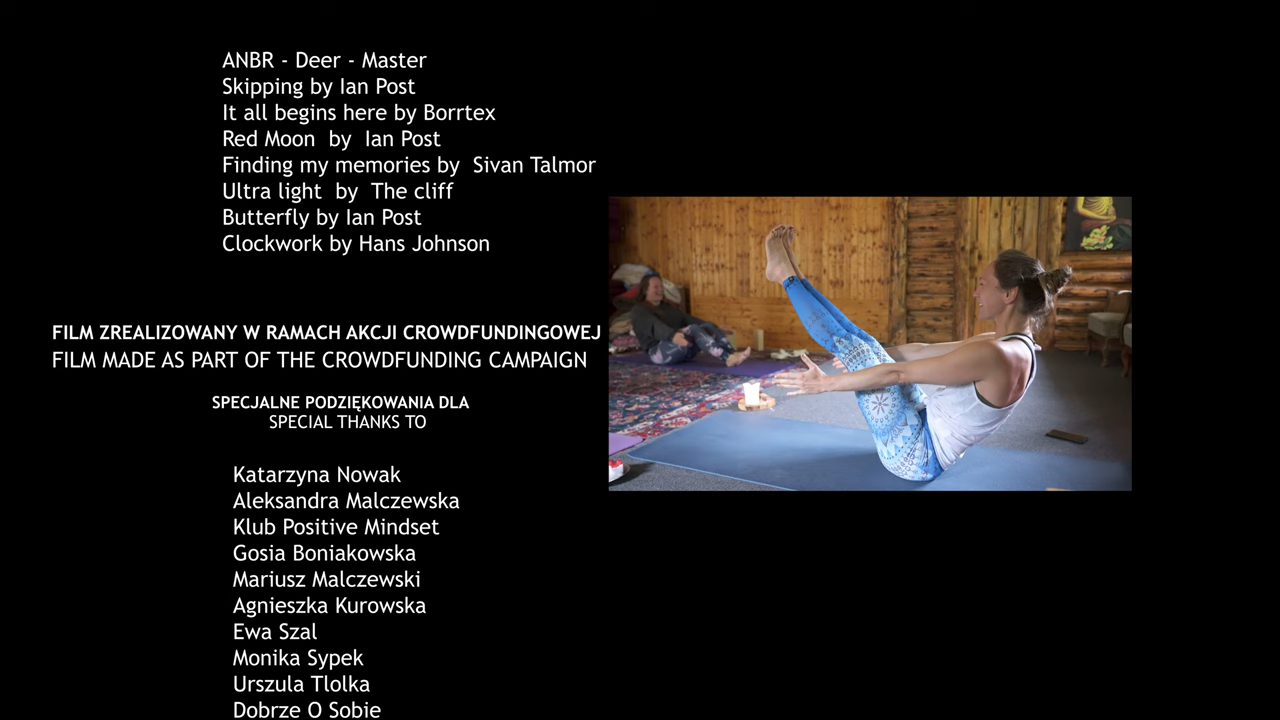 ANBR - Deer - Master
Skipping by Ian Post
It all begins here by Borrtex
Red Moon by Ian Post
Finding my memories by Sivan Talmor
Ultra light by The cliff
Butterfly by Ian Post
Clockwork by Hans Johnson
FILM ZREALIZOWANY W RAMACH AKCJI CROWDFUNDINGOWEJ
FILM MADE AS PART OF THE CROWDFUNDING CAMPAIGN
SPECJALNE PODZIĘKOWANIA DLA
SPECIAL THANKS TO
Katarzyna Nowak
Aleksandra Malczewska
Klub Positive Mindset
Gosia Boniakowska
Mariusz Malczewski
Agnieszka Kurowska
Ewa Szal
Monika Sypek
Urszula Tlolka
Dobrze O Sobie